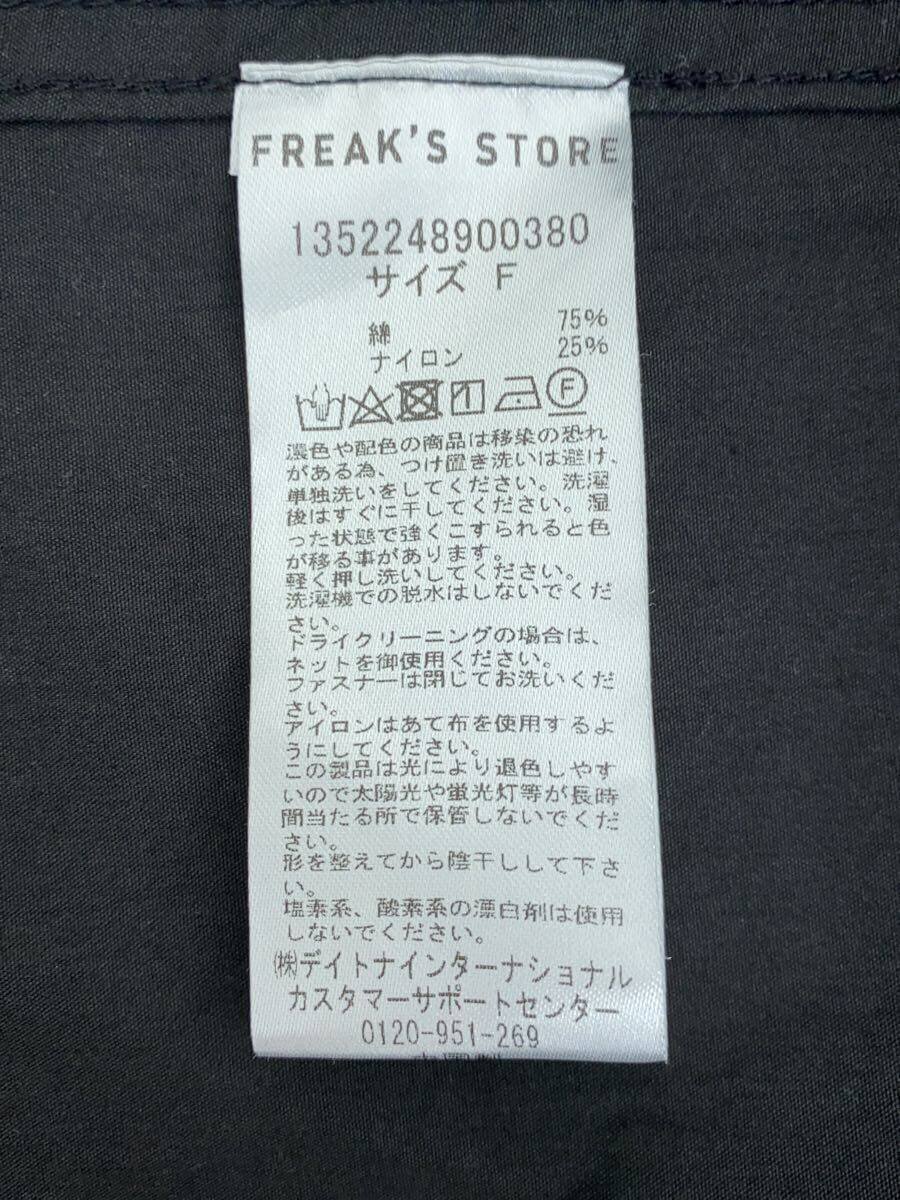 FREAK'S STORE
1352248900380
サイズ F
綿 75%
ナイロン 25%
F
濃色や配色の商品は移染の恐れ
がある為、つけ置き洗いは避け、
単独洗いをしてください。洗濯
後はすぐに干してください。湿
った状態で強くこすられると色
が移る事があります。
軽く押し洗いしてください。
洗濯機での脱水はしないでくだ
さい。
ドライクリーニングの場合は、
ネットを御使用ください。
ファスナーは閉じてお洗いくだ
さい。
アイロンはあて布を使用するよ
うにしてください。
この製品は光により退色しやす
いので太陽光や蛍光灯等が長時
間当たる所で保管しないでくだ
さい。
形を整えてから陰干しして下さ
い。
塩素系、酸素系の漂白剤は使用
しないでください。
㈱デイトナインターナショナル
カスタマーサポートセンター
0120-951-269